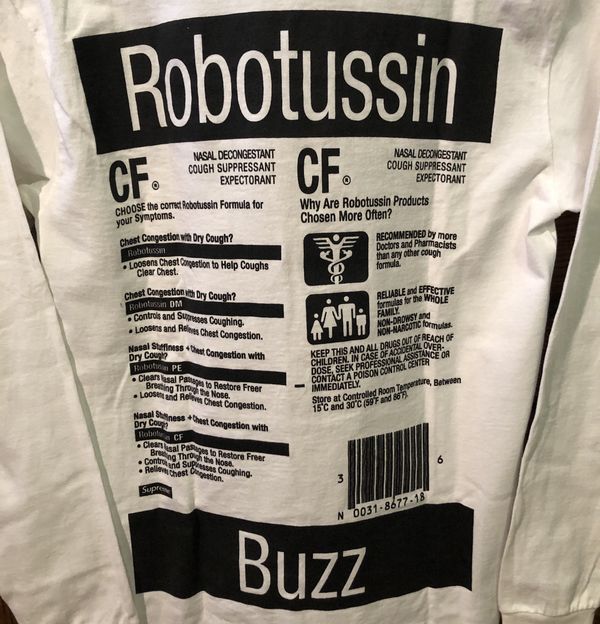 Robotussin
CF®
NASAL DECONGESTANT
COUGH SUPPRESSANT
EXPECTORANT
CHOOSE the correct Robotussin Formula for
your Symptoms.
Chest Congestion with Dry Cough?
Robotussin
• Loosens Chest Congestion to Help Coughs
Clear Chest.
Chest Congestion with Dry Cough?
Robotussin DM
• Controls and Suppresses Coughing.
• Loosens and Relieves Chest Congestion.
Nasal Stuffiness + Chest Congestion with
Dry Cough?
Robotussin PE
• Clears Nasal Passages to Restore Freer
Breathing Through the Nose.
• Loosens and Relieves Chest Congestion.
Nasal Stuffiness + Chest Congestion with
Dry Cough?
Robotussin CF
• Clears Nasal Passages to Restore Freer
Breathing Through the Nose.
• Controls and Suppresses Coughing.
• Relieves Chest Congestion.
Supreme
CF®
NASAL DECONGESTANT
COUGH SUPPRESSANT
EXPECTORANT
Why Are Robotussin Products
Chosen More Often?
RECOMMENDED by more
Doctors and Pharmacists
than any other cough
formula.
RELIABLE and EFFECTIVE
formulas for the WHOLE
FAMILY.
NON-DROWSY and
NON-NARCOTIC formulas.
KEEP THIS AND ALL DRUGS OUT OF REACH OF
CHILDREN. IN CASE OF ACCIDENTAL OVER-
DOSE, SEEK PROFESSIONAL ASSISTANCE OR
CONTACT A POISON CONTROL CENTER
IMMEDIATELY.
Store at Controlled Room Temperature, Between
15°C and 30°C (59°F and 86°F).
3 6
N 0031-8677-18
Buzz